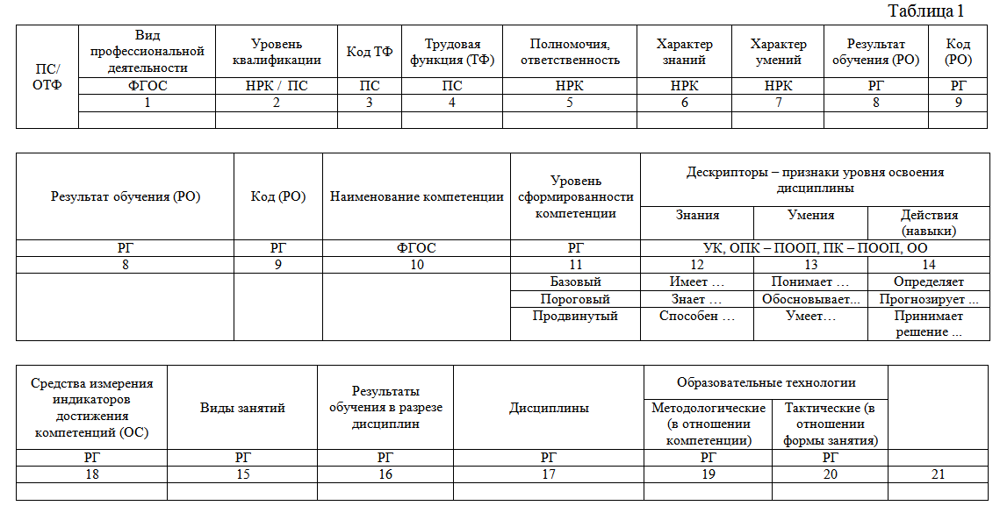 Таблица 1
ПС/ ОТФ
Вид профессиональной деятельности
Уровень квалификации
Код ТФ
Трудовая функция (ТФ)
Полномочия, ответственность
Характер знаний
Характер умений
Результат обучения (РО)
Код (РО)
ФГОС НРК / ПС ПС ПС НРК НРК НРК РГ РГ
1 2 3 4 5 6 7 8 9
Результат обучения (РО)
Код (РО)
Наименование компетенции
Уровень сформированности компетенции
Дескрипторы – признаки уровня освоения дисциплины
Знания Умения Действия (навыки)
РГ РГ ФГОС РГ УК, ОПК – ПООП, ПК – ПООП, ОО
8 9 10 11 12 13 14
Базовый Имеет … Понимает … Определяет
Пороговый Знает … Обосновывает... Прогнозирует ...
Продвинутый Способен … Умеет… Принимает решение ...
Средства измерения индикаторов достижения компетенций (ОС)
Виды занятий
Результаты обучения в разрезе дисциплин
Дисциплины
Образовательные технологии
Методологические (в отношении компетенции)
Тактические (в отношении формы занятия)
РГ РГ РГ РГ РГ РГ
18 15 16 17 19 20 21